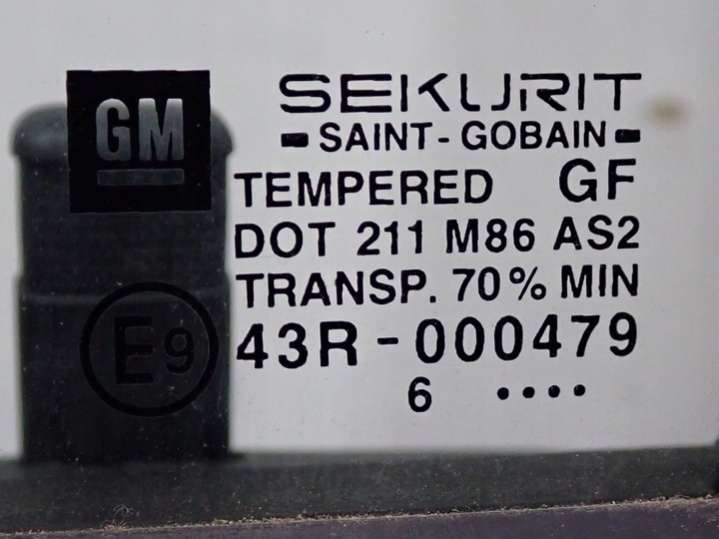 GM
SEKURIT
SAINT-GOBAIN
TEMPERED GF
DOT 211 M86 AS2
TRANSP. 70% MIN
E9 43R-000479
6 ....